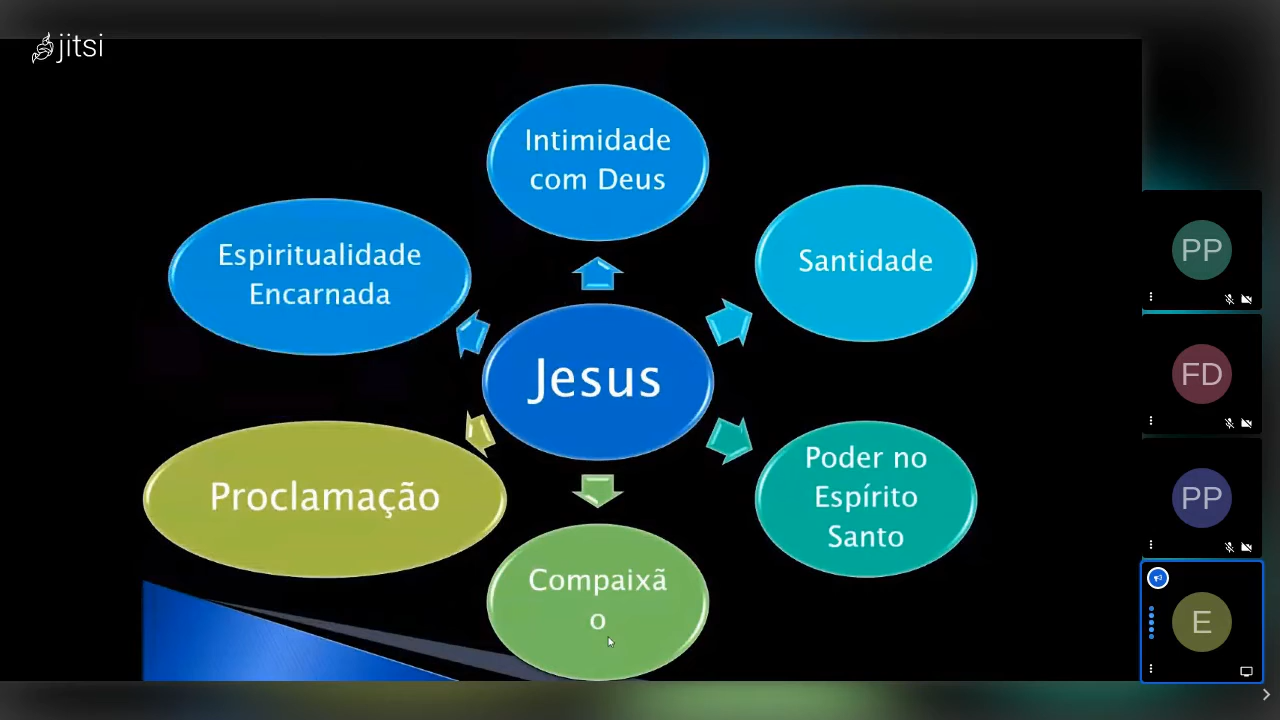 jitsi
Intimidade
com Deus
Santidade
Poder no
Espírito
Santo
Compaixã
o
Proclamação
Espiritualidade
Encarnada
Jesus
PP
FD
PP
E